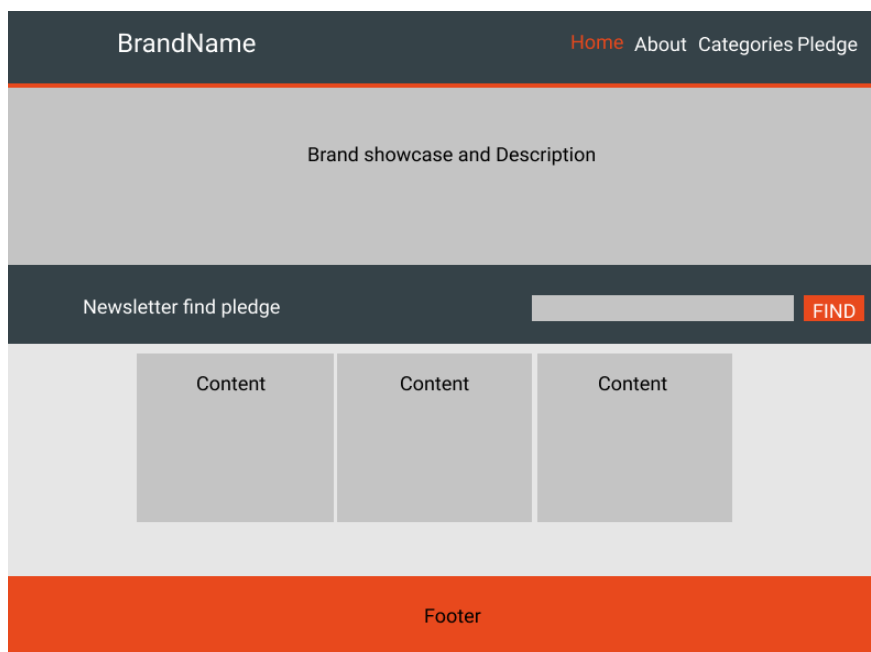 BrandName
Home About Categories Pledge
Brand showcase and Description
Newsletter find pledge
FIND
Content
Content
Content
Footer